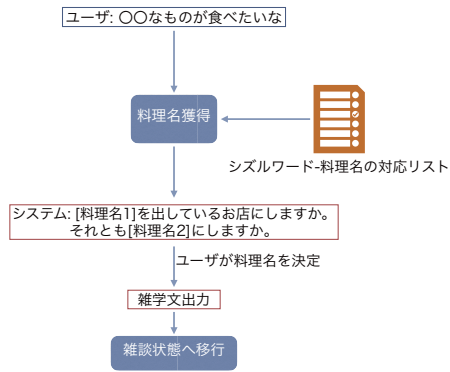 ユーザ: 〇〇なものが食べたいな
料理名獲得
シズルワード-料理名の対応リスト
システム: [料理名1]を出しているお店にしますか。
それとも[料理名2]にしますか。
ユーザが料理名を決定
雑学文出力
雑談状態へ移行